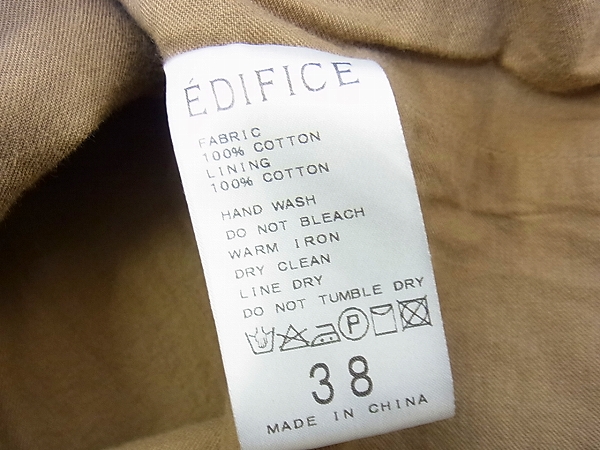 ÉDIFICE
FABRIC
100% COTTON
LINING
100% COTTON
HAND WASH
DO NOT BLEACH
WARM IRON
DRY CLEAN
LINE DRY
DO NOT TUMBLE DRY
P
38
MADE IN CHINA